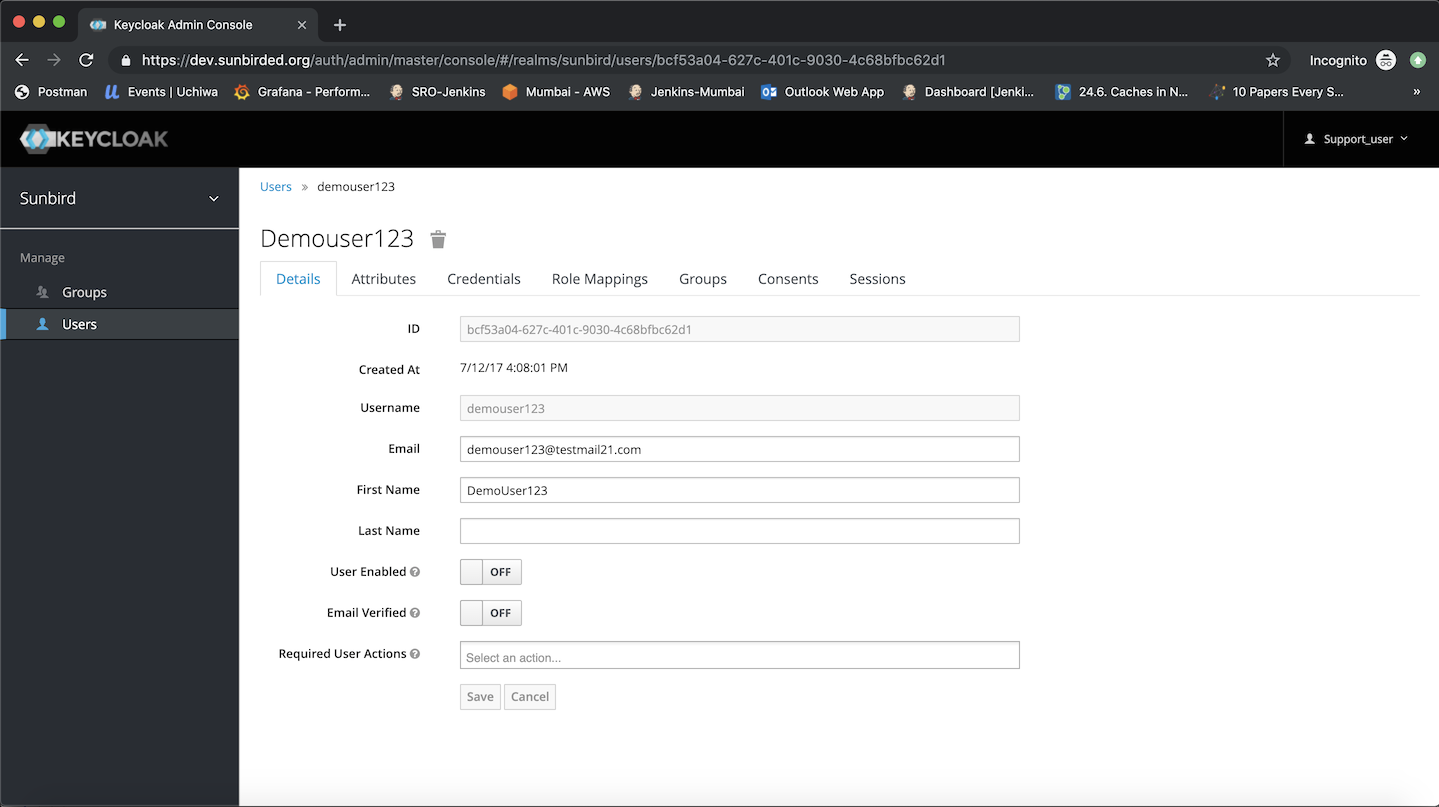 Keycloak Admin Console
https://dev.sunbirded.org/auth/admin/master/console/#/realms/sunbird/users/bcf53a04-627c-401c-9030-4c68bfbc62d1 Incognito
Postman Events | Uchiwa Grafana - Perform... SRO-Jenkins Mumbai - AWS Jenkins-Mumbai Outlook Web App Dashboard [Jenki... 24.6. Caches in N... 10 Papers Every S... »
KEYCLOAK Support_user
Sunbird
Manage
Groups
Users
Users » demouser123
Demouser123
Details Attributes Credentials Role Mappings Groups Consents Sessions
ID bcf53a04-627c-401c-9030-4c68bfbc62d1
Created At 7/12/17 4:08:01 PM
Username demouser123
Email demouser123@testmail21.com
First Name DemoUser123
Last Name
User Enabled OFF
Email Verified OFF
Required User Actions Select an action...
Save Cancel